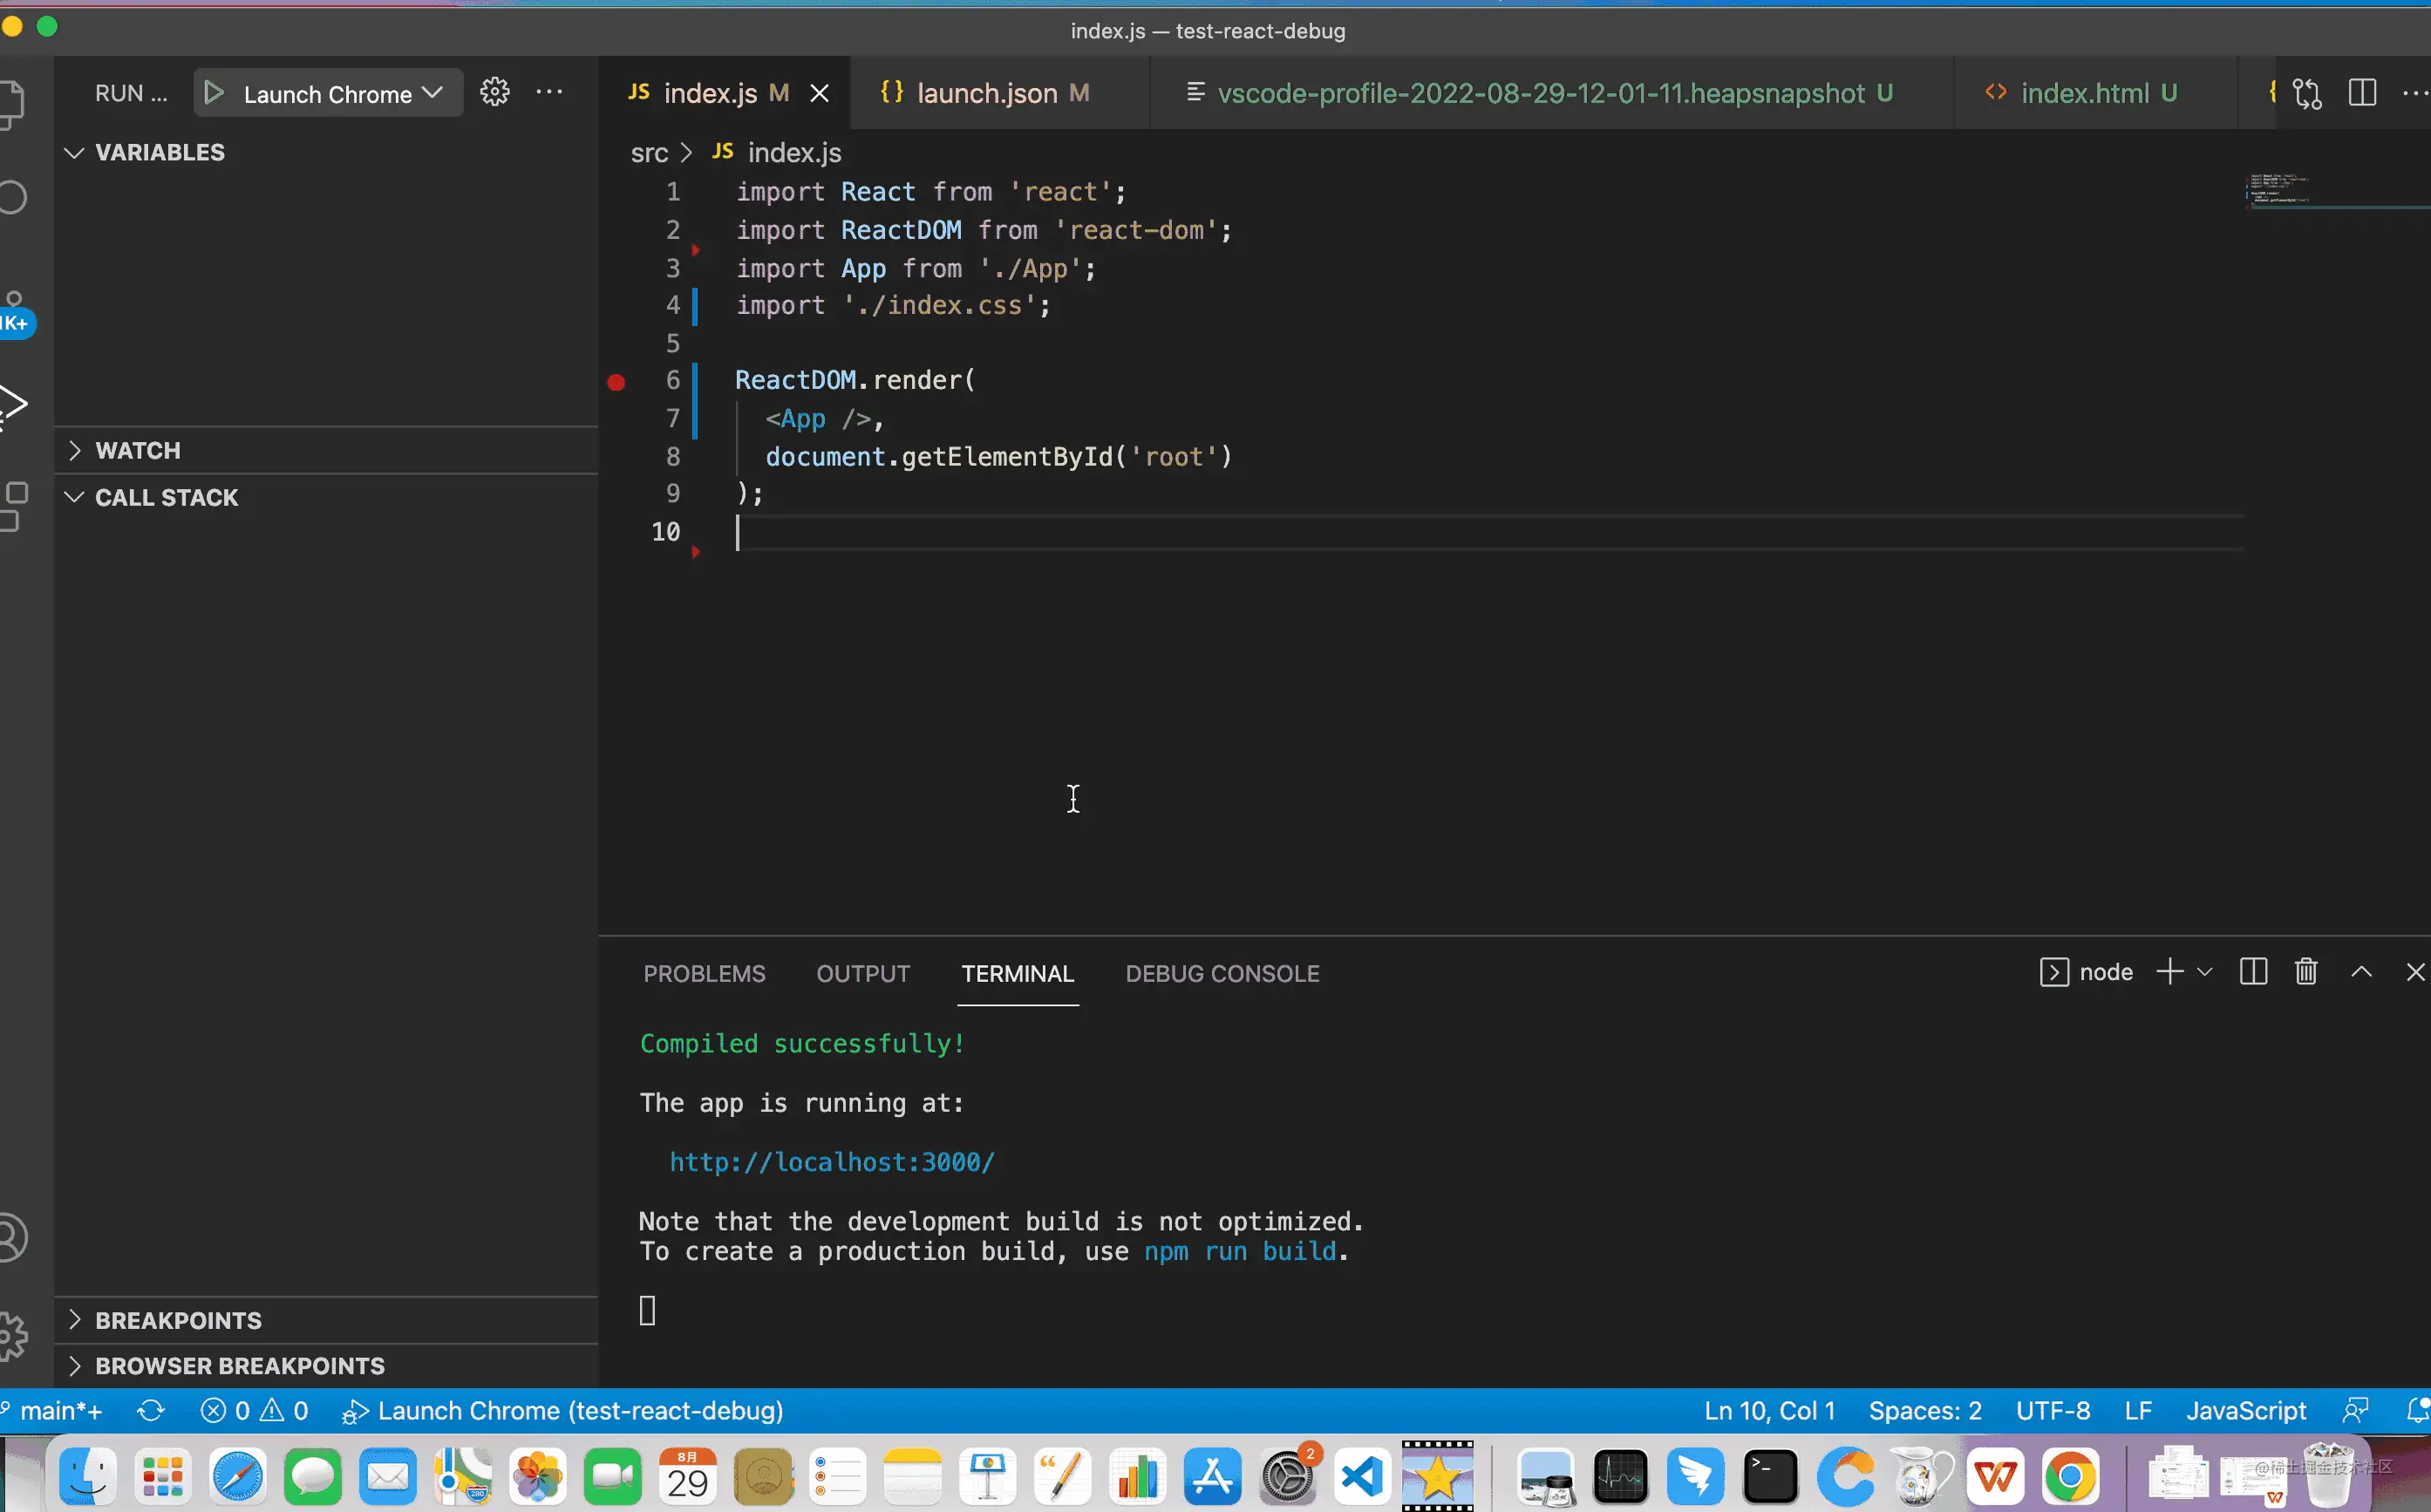 index.js — test-react-debug
RUN ...
Launch Chrome
JS index.js M
{} launch.json M
vscode-profile-2022-08-29-12-01-11.heapsnapshot U
<> index.html U
VARIABLES
WATCH
CALL STACK
BREAKPOINTS
BROWSER BREAKPOINTS
1K+
src > JS index.js
1 import React from 'react';
2 import ReactDOM from 'react-dom';
3 import App from './App';
4 import './index.css';
5
6 ReactDOM.render(
7 <App />,
8 document.getElementById('root')
9 );
10
PROBLEMS OUTPUT TERMINAL DEBUG CONSOLE
node
Compiled successfully!
The app is running at:
http://localhost:3000/
Note that the development build is not optimized.
To create a production build, use npm run build.
main*+ 0 0 Launch Chrome (test-react-debug)
Ln 10, Col 1 Spaces: 2 UTF-8 LF JavaScript
8月
29
2
280
@稀土掘金技术社区